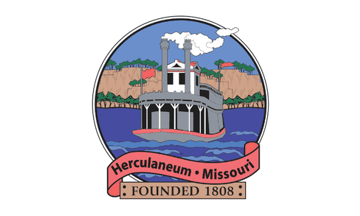 Herculaneum • Missouri
FOUNDED 1808